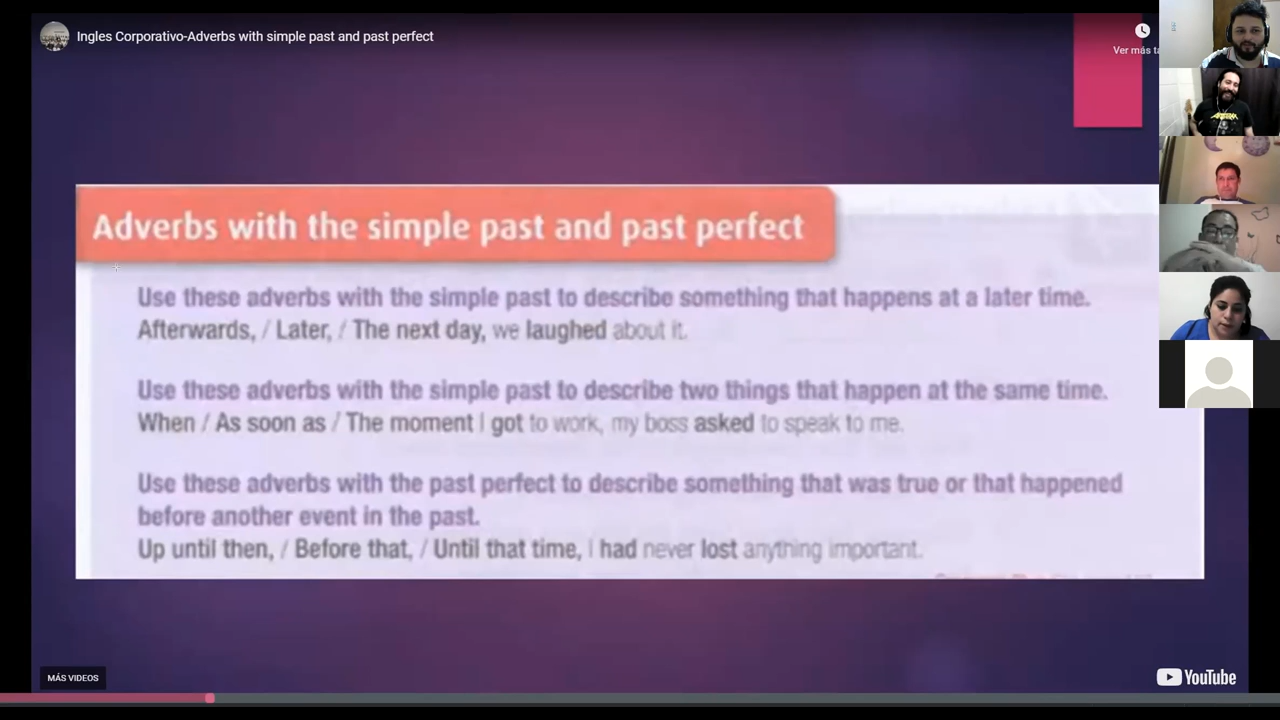 Ingles Corporativo-Adverbs with simple past and past perfect
Ver más ta
Adverbs with the simple past and past perfect
Use these adverbs with the simple past to describe something that happens at a later time.
Afterwards, / Later, / The next day, we laughed about it.
Use these adverbs with the simple past to describe two things that happen at the same time.
When / As soon as / The moment I got to work, my boss asked to speak to me.
Use these adverbs with the past perfect to describe something that was true or that happened
before another event in the past.
Up until then, / Before that, / Until that time, I had never lost anything important.
MÁS VIDEOS
YouTube